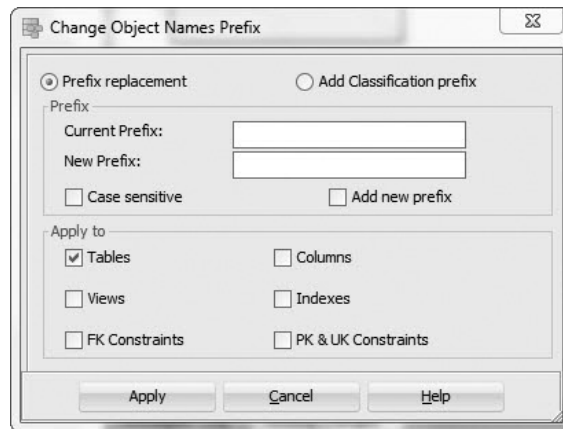 Change Object Names Prefix
Prefix replacement
Add Classification prefix
Prefix
Current Prefix:
New Prefix:
Case sensitive
Add new prefix
Apply to
Tables
Columns
Views
Indexes
FK Constraints
PK & UK Constraints
Apply
Cancel
Help